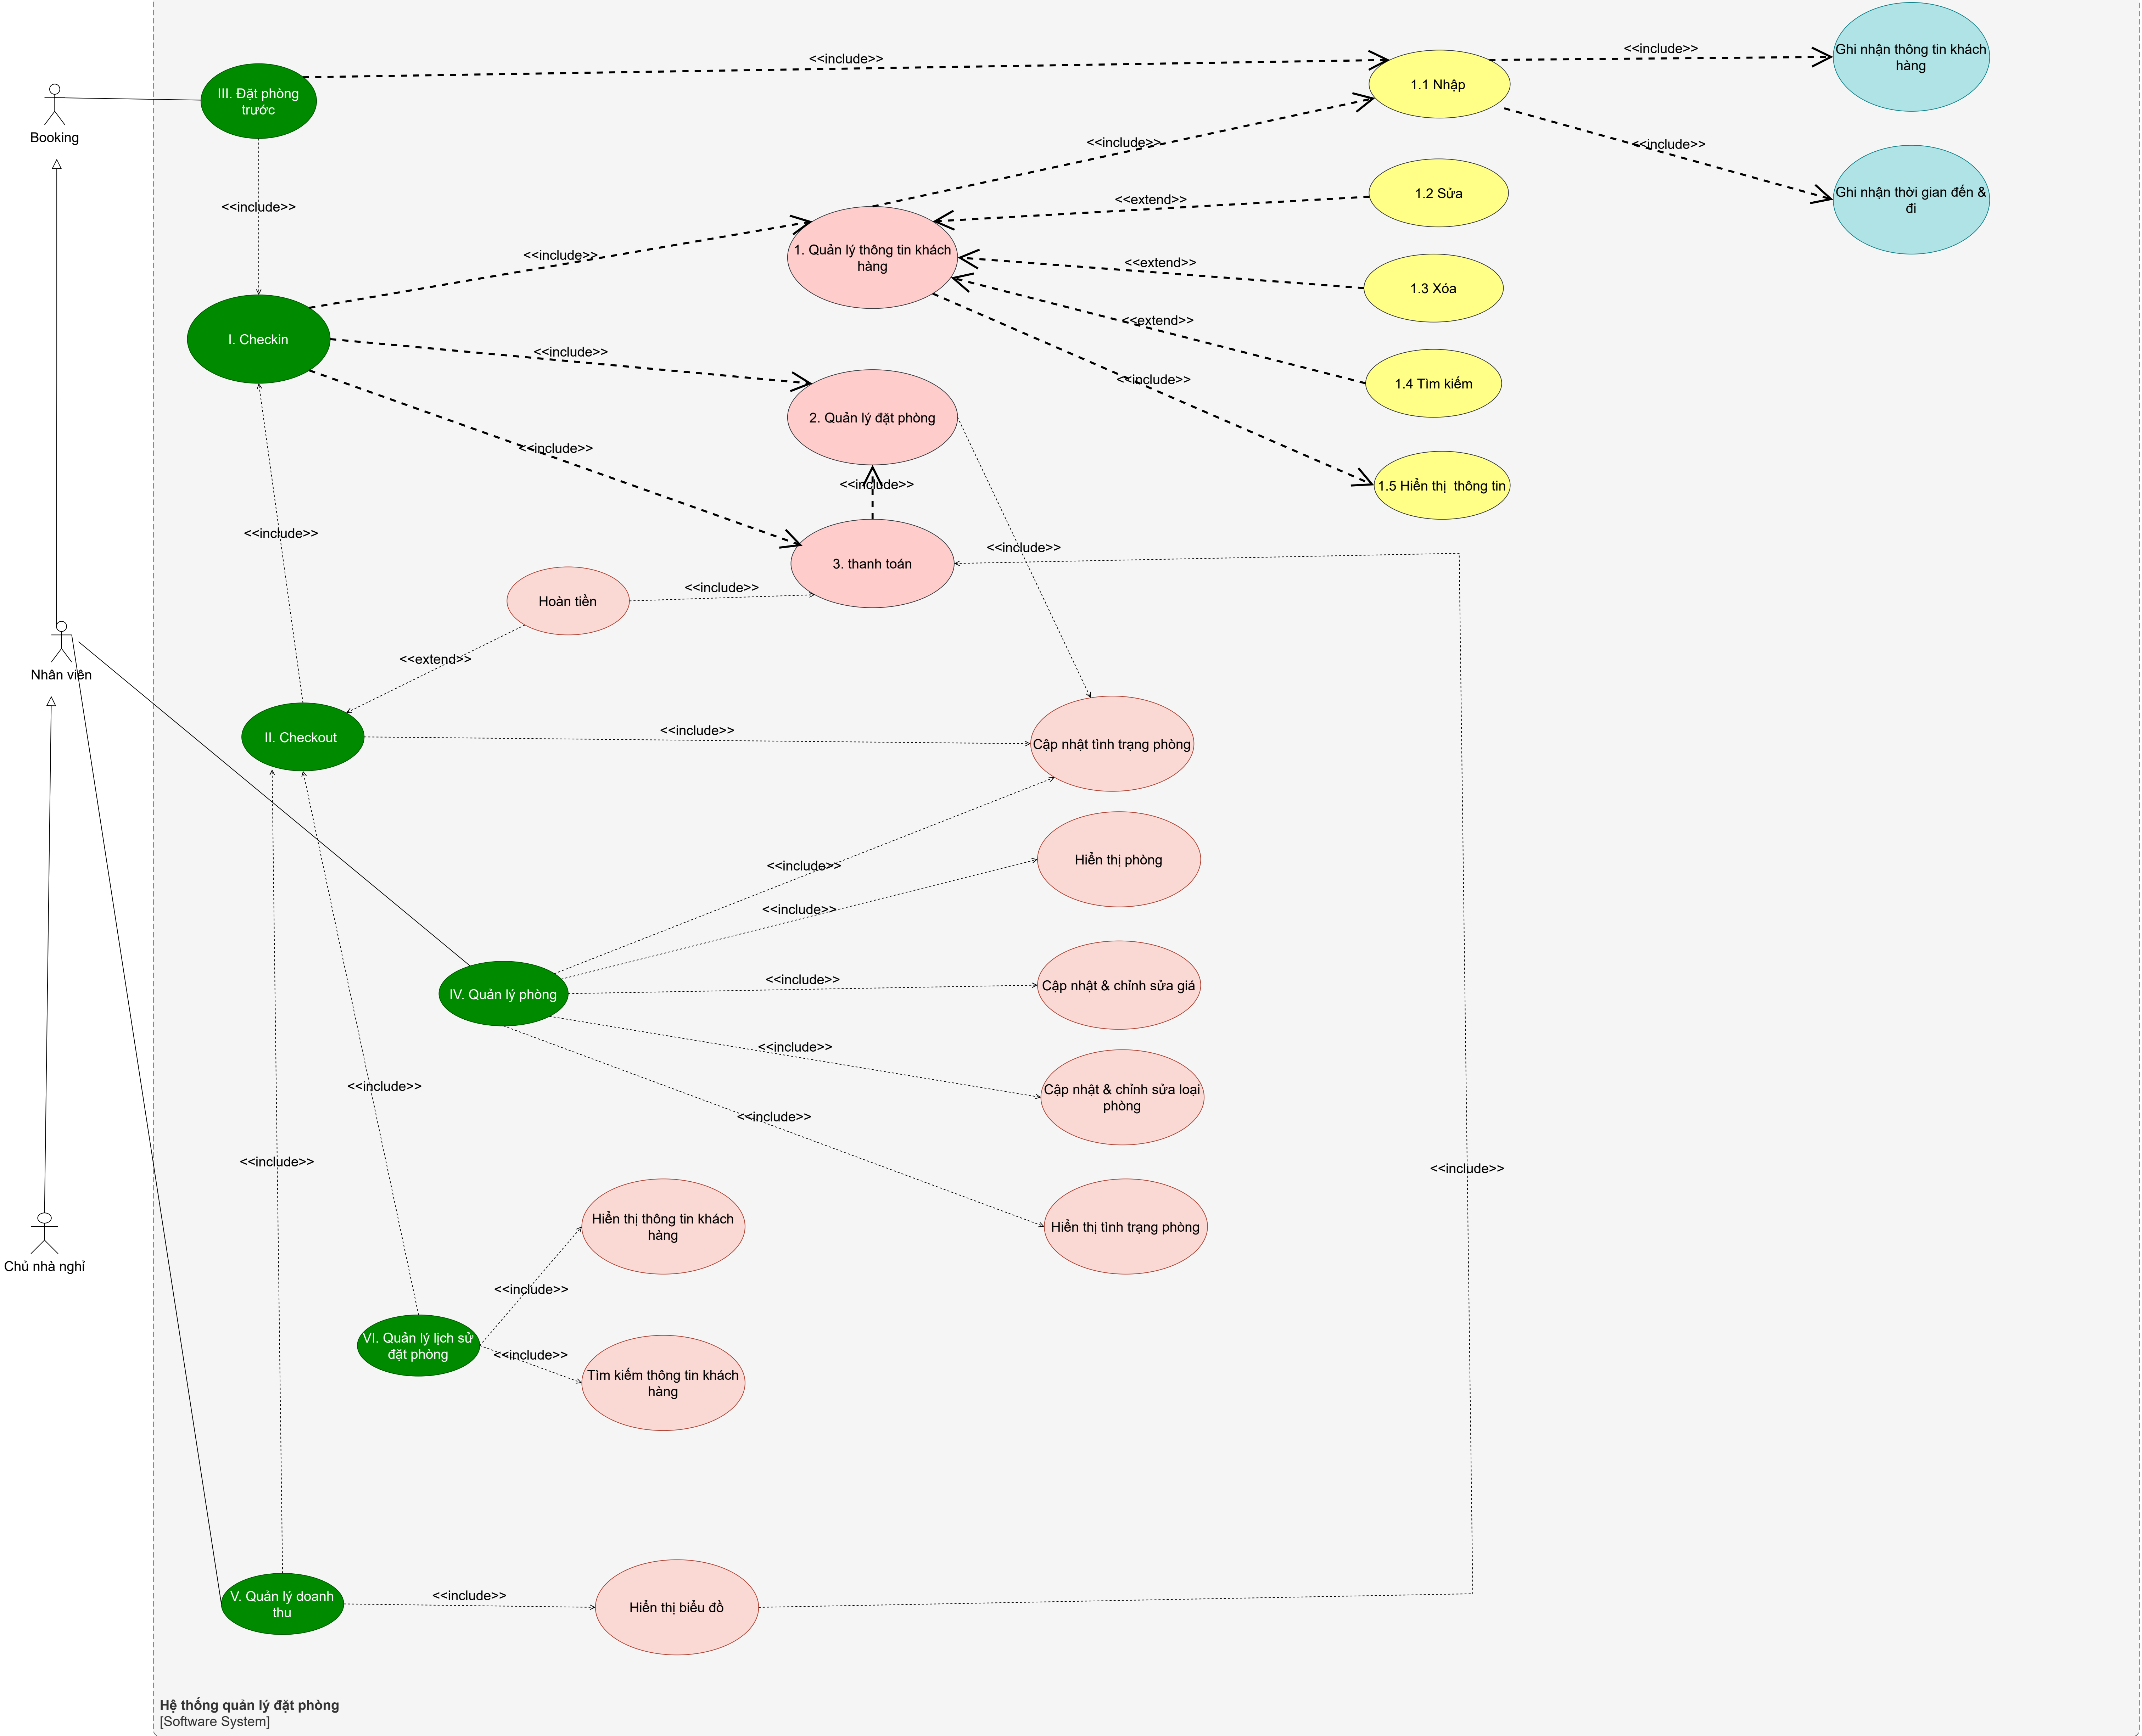 <<include>>
Ghi nhận thông tin khách
hàng
<<include>>
1.1 Nhập
III. Đặt phòng
trước
Booking
<<include>>
<<include>>
Ghi nhận thời gian đến &
đi
1.2 Sửa
<<extend>>
<<include>>
1. Quản lý thông tin khách
hàng
<<include>>
<<extend>>
1.3 Xóa
<<extend>>
I. Checkin
<<include>>
<<include>>
1.4 Tìm kiếm
2. Quản lý đặt phòng
<<include>>
<<include>>
1.5 Hiển thị  thông tin
<<include>>
<<include>>
3. thanh toán
<<include>>
Hoàn tiền
<<extend>>
Nhân viên
<<include>>
II. Checkout
Cập nhật tình trạng phòng
<<include>>
Hiển thị phòng
<<include>>
<<include>>
Cập nhật & chỉnh sửa giá
IV. Quản lý phòng
<<include>>
<<include>>
Cập nhật & chỉnh sửa loại
phòng
<<include>>
<<include>>
<<include>>
Hiển thị thông tin khách
hàng
Hiển thị tình trạng phòng
Chủ nhà nghỉ
<<include>>
VI. Quản lý lịch sử
đặt phòng
<<include>>
Tìm kiếm thông tin khách
hàng
<<include>>
V. Quản lý doanh
thu
Hiển thị biểu đồ
Hệ thống quản lý đặt phòng
[Software System]